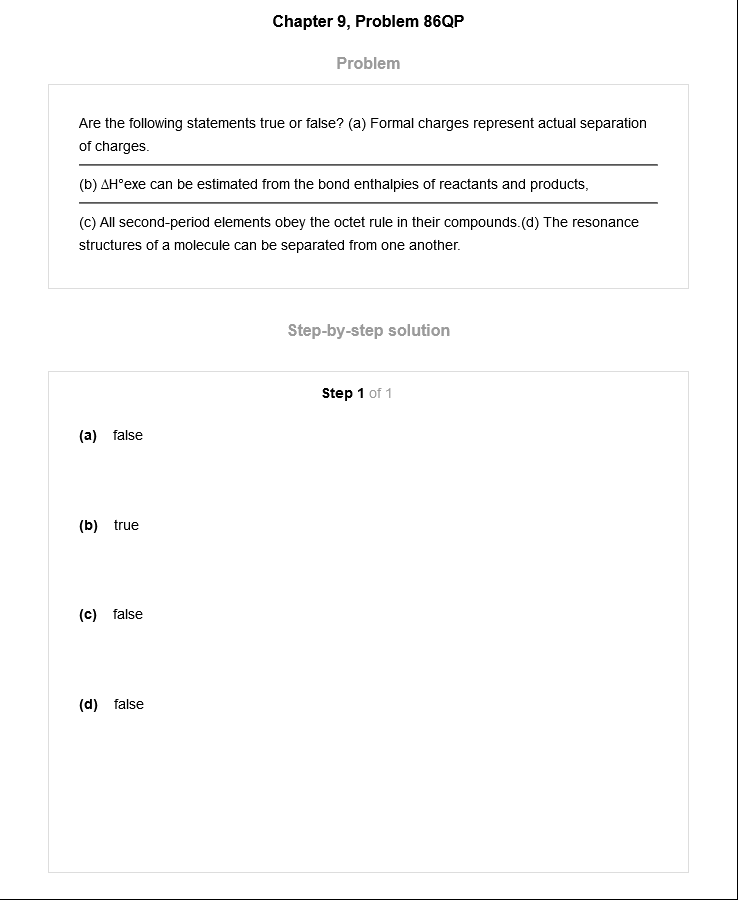 Chapter 9, Problem 86QP
Problem
Are the following statements true or false? (a) Formal charges represent actual separation
of charges.
(b) ΔH°exe can be estimated from the bond enthalpies of reactants and products,
(c) All second-period elements obey the octet rule in their compounds.(d) The resonance
structures of a molecule can be separated from one another.
Step-by-step solution
Step 1 of 1
(a) false
(b) true
(c) false
(d) false